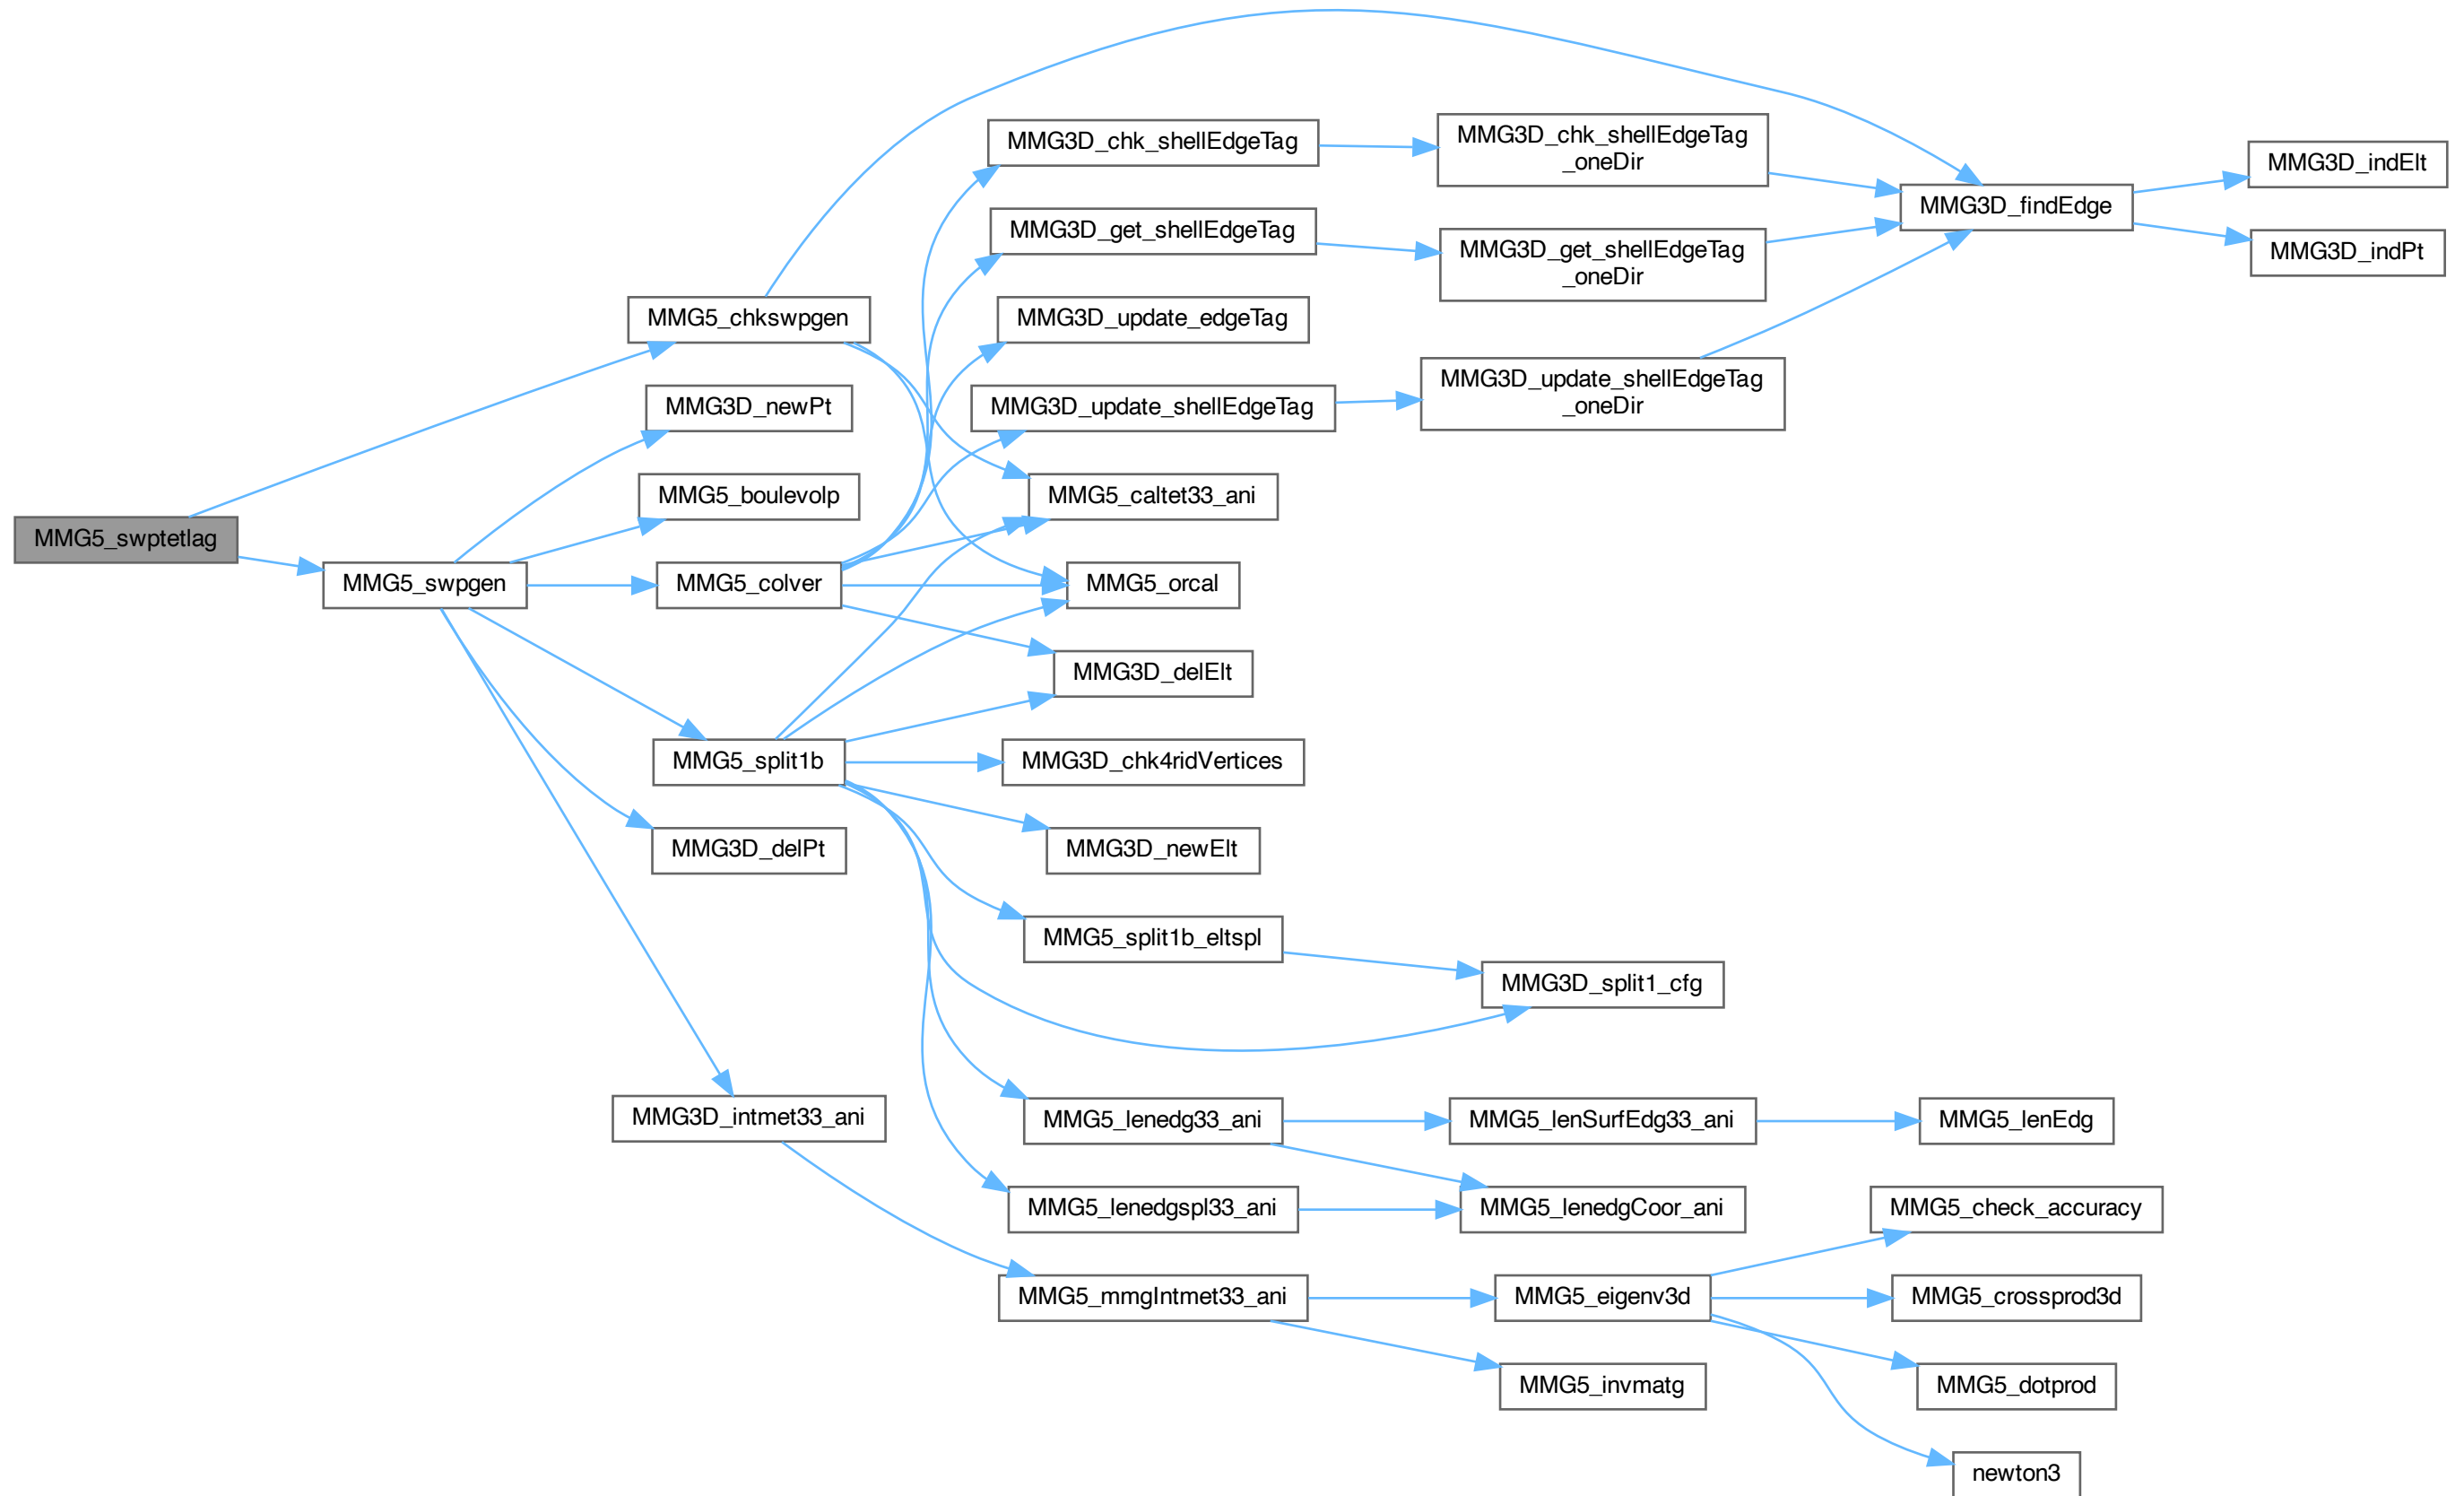 MMG5_swptetlag
MMG5_chkswpgen
MMG5_swpgen
MMG3D_newPt
MMG5_boulevolp
MMG5_colver
MMG5_split1b
MMG3D_delPt
MMG3D_intmet33_ani
MMG3D_chk_shellEdgeTag
MMG3D_get_shellEdgeTag
MMG3D_update_edgeTag
MMG3D_update_shellEdgeTag
MMG5_caltet33_ani
MMG5_orcal
MMG3D_delElt
MMG3D_chk4ridVertices
MMG3D_newElt
MMG5_split1b_eltspl
MMG5_lenedg33_ani
MMG5_lenedgspl33_ani
MMG5_mmgIntmet33_ani
MMG3D_chk_shellEdgeTag
_oneDir
MMG3D_get_shellEdgeTag
_oneDir
MMG3D_update_shellEdgeTag
_oneDir
MMG3D_split1_cfg
MMG5_lenSurfEdg33_ani
MMG5_lenedgCoor_ani
MMG5_eigenv3d
MMG5_invmatg
MMG3D_findEdge
MMG5_lenEdg
MMG5_check_accuracy
MMG5_crossprod3d
MMG5_dotprod
newton3
MMG3D_indElt
MMG3D_indPt